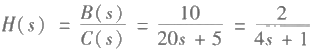 H(s) = B(s)/C(s) = 10/(20s + 5) = 2/(4s + 1)